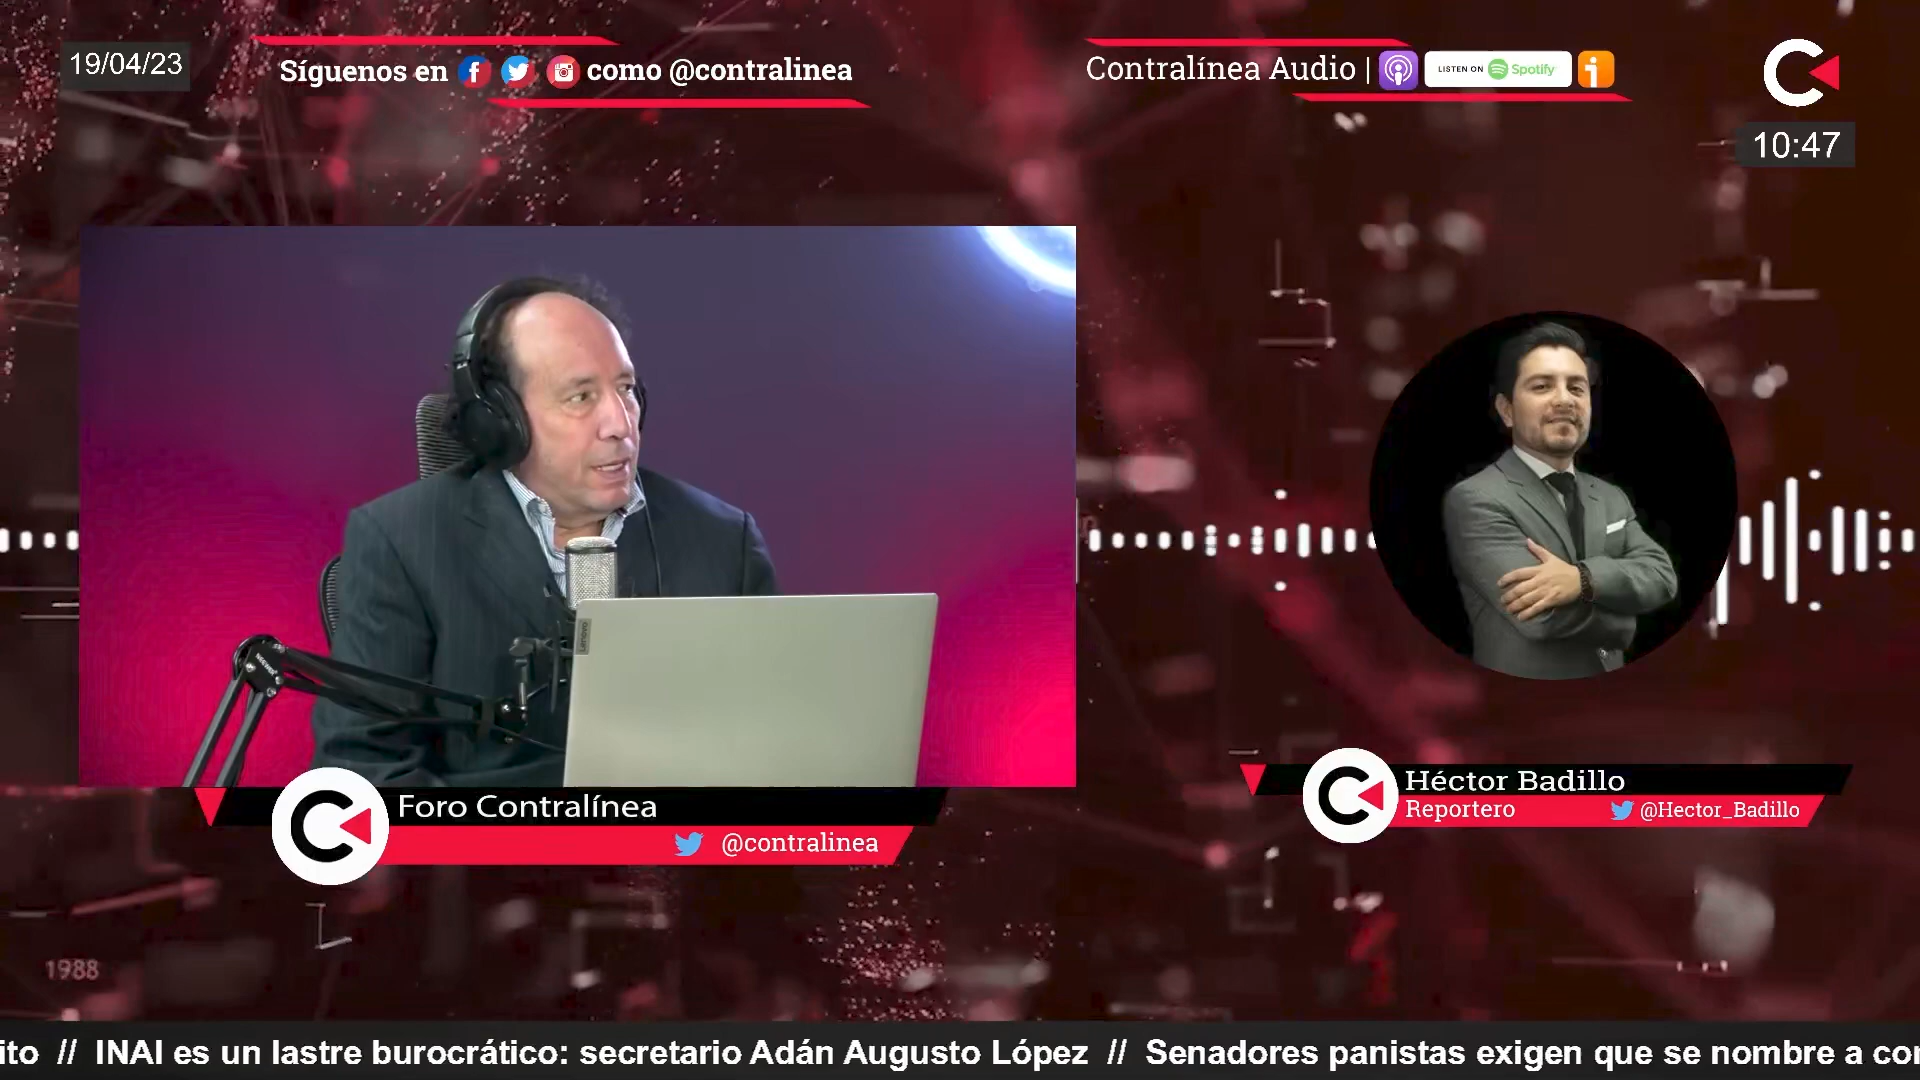 19/04/23
Síguenos en como @contralinea
Contralínea Audio | LISTEN ON Spotify
10:47
Lenovo
Foro Contralínea
@contralinea
Héctor Badillo
Reportero @Hector_Badillo
1988
ito // INAI es un lastre burocrático: secretario Adán Augusto López // Senadores panistas exigen que se nombre a cor